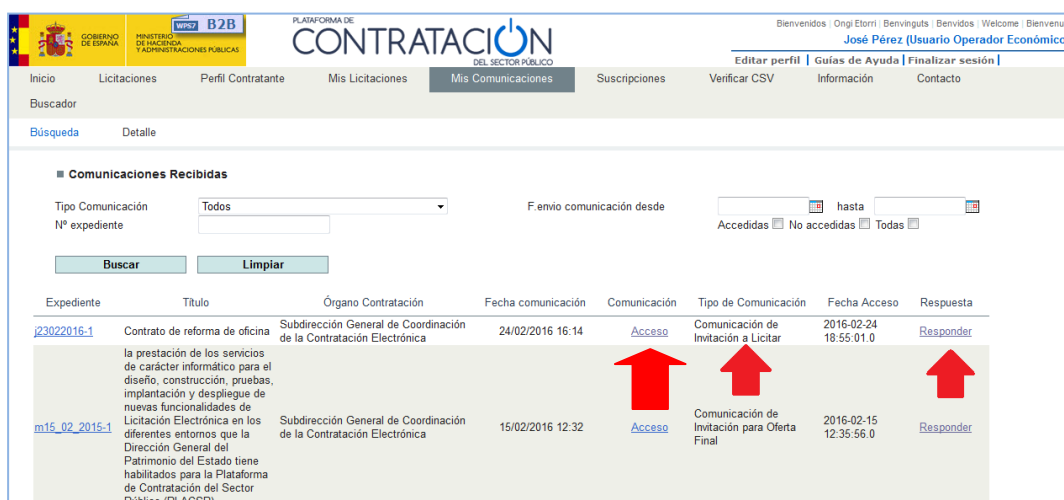 GOBIERNO DE ESPAÑA
MINISTERIO DE HACIENDA Y ADMINISTRACIONES PÚBLICAS
WPS7 B2B
PLATAFORMA DE
CONTRATACIÓN
DEL SECTOR PÚBLICO
Bienvenidos | Ongi Etorri | Benvinguts | Benvidos | Welcome | Bienvenu
José Pérez (Usuario Operador Económico
Editar perfil | Guías de Ayuda | Finalizar sesión |
Inicio Licitaciones Perfil Contratante Mis Licitaciones Mis Comunicaciones Suscripciones Verificar CSV Información Contacto
Buscador
Búsqueda Detalle
Comunicaciones Recibidas
Tipo Comunicación Todos F.envio comunicación desde hasta
Nº expediente Accedidas No accedidas Todas
Buscar Limpiar
Expediente Título Órgano Contratación Fecha comunicación Comunicación Tipo de Comunicación Fecha Acceso Respuesta
j23022016-1 Contrato de reforma de oficina Subdirección General de Coordinación de la Contratación Electrónica 24/02/2016 16:14 Acceso Comunicación de Invitación a Licitar 2016-02-24 18:55:01.0 Responder
la prestación de los servicios
de carácter informático para el
diseño, construcción, pruebas,
implantación y despliegue de
nuevas funcionalidades de
m15_02_2015-1 Licitación Electrónica en los diferentes entornos que la Subdirección General de Coordinación de la Contratación Electrónica 15/02/2016 12:32 Acceso Comunicación de Invitación para Oferta Final 2016-02-15 12:35:56.0 Responder
Dirección General del
Patrimonio del Estado tiene
habilitados para la Plataforma
de Contratación del Sector
Público (PLACSP)